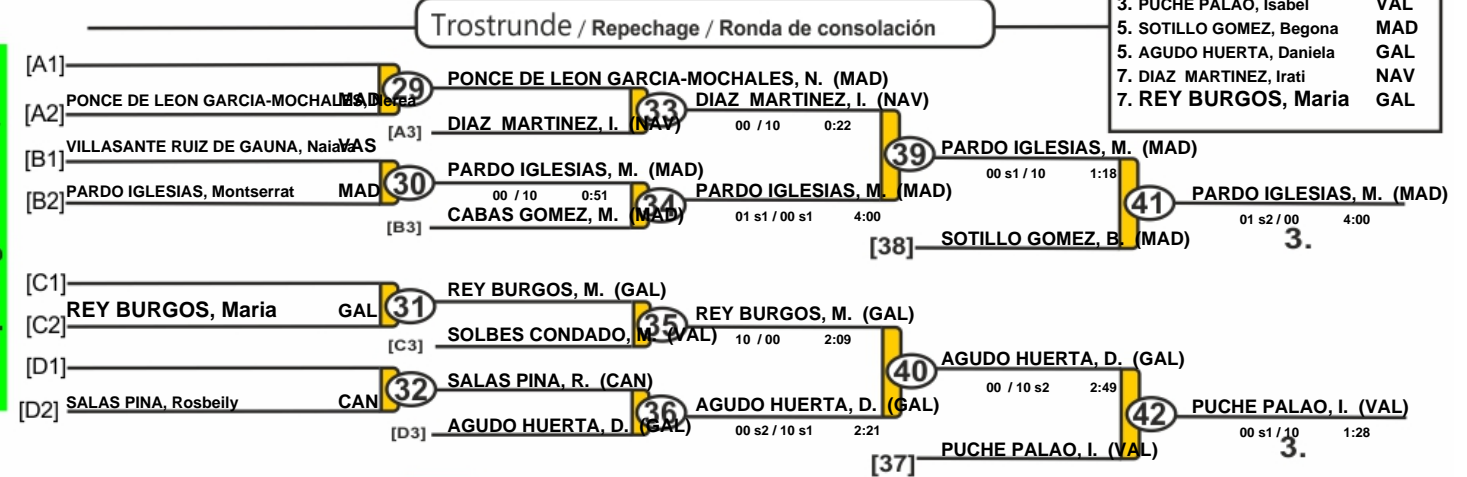 Trostrunde / Repechage / Ronda de consolación
3. PUCHE PALAO, Isabel VAL
5. SOTILLO GOMEZ, Begona MAD
5. AGUDO HUERTA, Daniela GAL
7. DIAZ MARTINEZ, Irati NAV
7. REY BURGOS, Maria GAL
[A1]
[A2] PONCE DE LEON GARCIA-MOCHALES, Nerea MAD
29
PONCE DE LEON GARCIA-MOCHALES, N. (MAD)
[A3] DIAZ MARTINEZ, I. (NAV)
33
DIAZ MARTINEZ, I. (NAV)
00 / 10 0:22
[B1] VILLASANTE RUIZ DE GAUNA, Naiara VAS
[B2] PARDO IGLESIAS, Montserrat MAD
30
PARDO IGLESIAS, M. (MAD)
00 / 10 0:51
[B3] CABAS GOMEZ, M. (MAD)
34
PARDO IGLESIAS, M. (MAD)
01 s1 / 00 s1 4:00
39
PARDO IGLESIAS, M. (MAD)
00 s1 / 10 1:18
[38] SOTILLO GOMEZ, B. (MAD)
41
PARDO IGLESIAS, M. (MAD)
01 s2 / 00 4:00
3.
[C1]
[C2] REY BURGOS, Maria GAL
31
REY BURGOS, M. (GAL)
[C3] SOLBES CONDADO, M. (VAL)
35
REY BURGOS, M. (GAL)
10 / 00 2:09
[D1]
[D2] SALAS PINA, Rosbeily CAN
32
SALAS PINA, R. (CAN)
[D3] AGUDO HUERTA, D. (GAL)
36
AGUDO HUERTA, D. (GAL)
00 s2 / 10 s1 2:21
40
AGUDO HUERTA, D. (GAL)
00 / 10 s2 2:49
[37] PUCHE PALAO, I. (VAL)
42
PUCHE PALAO, I. (VAL)
00 s1 / 10 1:28
3.